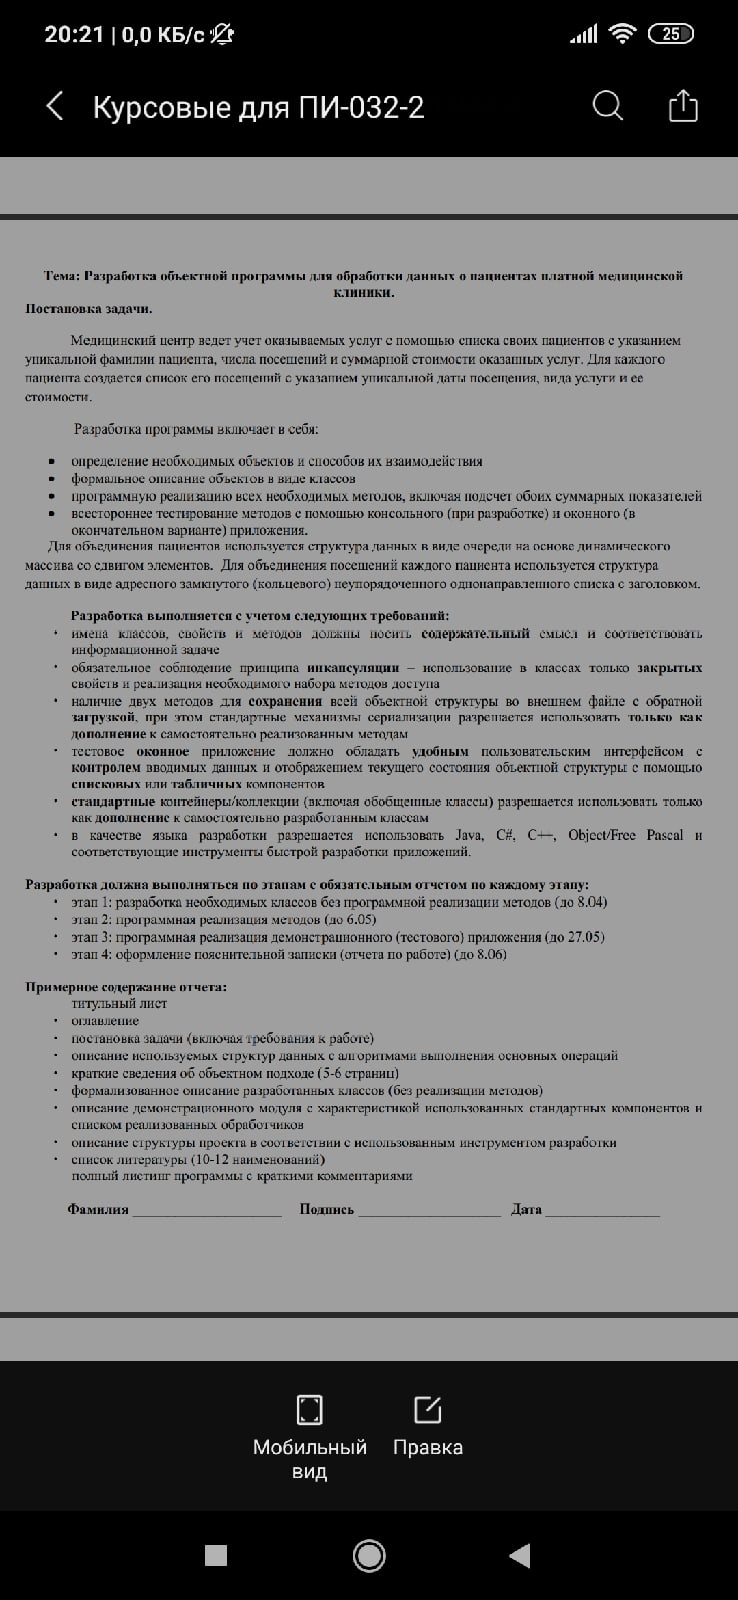 20:21 | 0,0 КБ/с
25
Курсовые для ПИ-032-2
Тема: Разработка объектной программы для обработки данных о пациентах платной медицинской
клиники.
Постановка задачи.
Медицинский центр ведет учет оказываемых услуг с помощью списка своих пациентов с указанием
уникальной фамилии пациента, числа посещений и суммарной стоимости оказанных услуг. Для каждого
пациента создается список его посещений с указанием уникальной даты посещения, вида услуги и ее
стоимости.
Разработка программы включает в себя:
• определение необходимых объектов и способов их взаимодействия
• формальное описание объектов в виде классов
• программную реализацию всех необходимых методов, включая подсчет обоих суммарных показателей
• всестороннее тестирование методов с помощью консольного (при разработке) и оконного (в
окончательном варианте) приложения.
Для объединения пациентов используется структура данных в виде очереди на основе динамического
массива со сдвигом элементов. Для объединения посещений каждого пациента используется структура
данных в виде адресного замкнутого (кольцевого) неупорядоченного однонаправленного списка с заголовком.
Разработка выполняется с учетом следующих требований:
• имена классов, свойств и методов должны носить содержательный смысл и соответствовать
информационной задаче
• обязательное соблюдение принципа инкапсуляции – использование в классах только закрытых
свойств и реализация необходимого набора методов доступа
• наличие двух методов для сохранения всей объектной структуры во внешнем файле с обратной
загрузкой, при этом стандартные механизмы сериализации разрешается использовать только как
дополнение к самостоятельно реализованным методам
• тестовое оконное приложение должно обладать удобным пользовательским интерфейсом с
контролем вводимых данных и отображением текущего состояния объектной структуры с помощью
списковых или табличных компонентов
• стандартные контейнеры/коллекции (включая обобщенные классы) разрешается использовать только
как дополнение к самостоятельно разработанным классам
• в качестве языка разработки разрешается использовать Java, C#, C++, Object/Free Pascal и
соответствующие инструменты быстрой разработки приложений.
Разработка должна выполняться по этапам с обязательным отчетом по каждому этапу:
• этап 1: разработка необходимых классов без программной реализации методов (до 8.04)
• этап 2: программная реализация методов (до 6.05)
• этап 3: программная реализация демонстрационного (тестового) приложения (до 27.05)
• этап 4: оформление пояснительной записки (отчета по работе) (до 8.06)
Примерное содержание отчета:
титульный лист
• оглавление
• постановка задачи (включая требования к работе)
• описание используемых структур данных с алгоритмами выполнения основных операций
• краткие сведения об объектном подходе (5-6 страниц)
• формализованное описание разработанных классов (без реализации методов)
• описание демонстрационного модуля с характеристикой использованных стандартных компонентов и
списком реализованных обработчиков
• описание структуры проекта в соответствии с использованным инструментом разработки
• список литературы (10-12 наименований)
полный листинг программы с краткими комментариями
Фамилия ____________________ Подпись ___________________ Дата _______________
Мобильный
вид
Правка